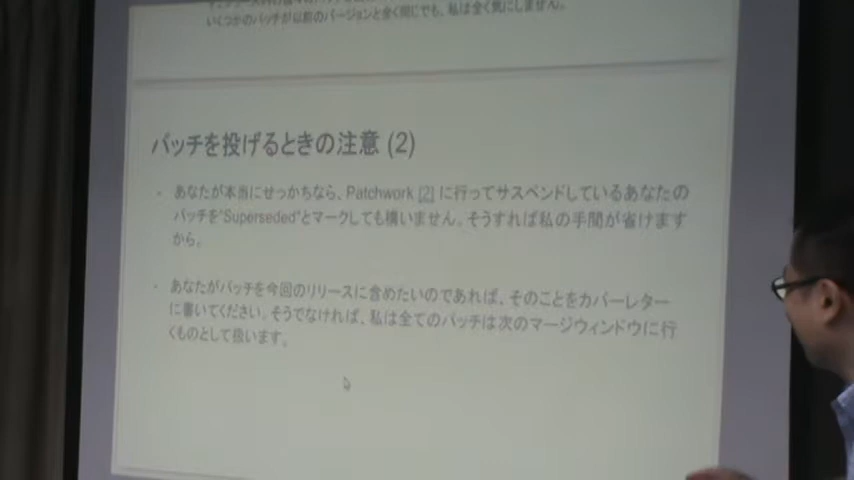 いくつかのパッチが以前のバージョンと全く同じでも、私は全く気にしません。
パッチを投げるときの注意 (2)
- あなたが本当にせっかちなら、Patchwork [2] に行ってサスペンドしているあなたの
パッチを"Superseded"とマークしても構いません。そうすれば私の手間が省けます
から。
- あなたがパッチを今回のリリースに含めたいのであれば、そのことをカバーレター
に書いてください。そうでなければ、私は全てのパッチは次のマージウィンドウに行
くものとして扱います。